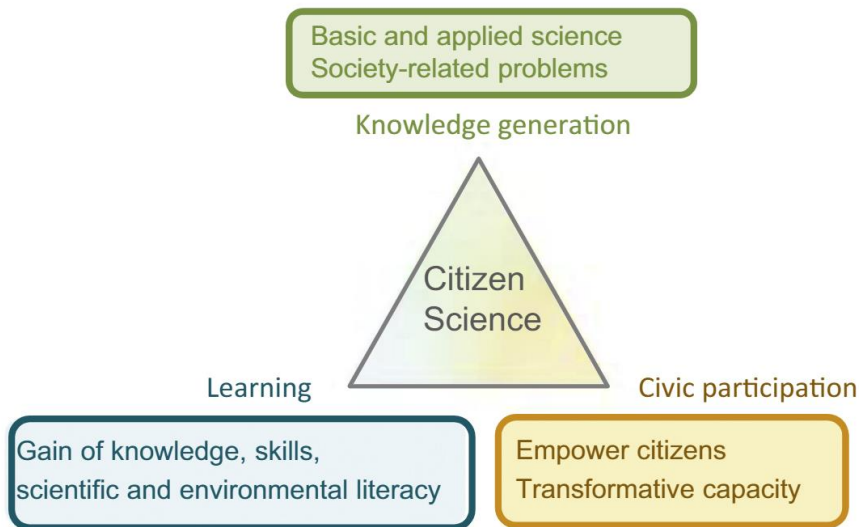 Basic and applied science
Society-related problems
Knowledge generation
Citizen
Science
Learning
Civic participation
Gain of knowledge, skills,
scientific and environmental literacy
Empower citizens
Transformative capacity